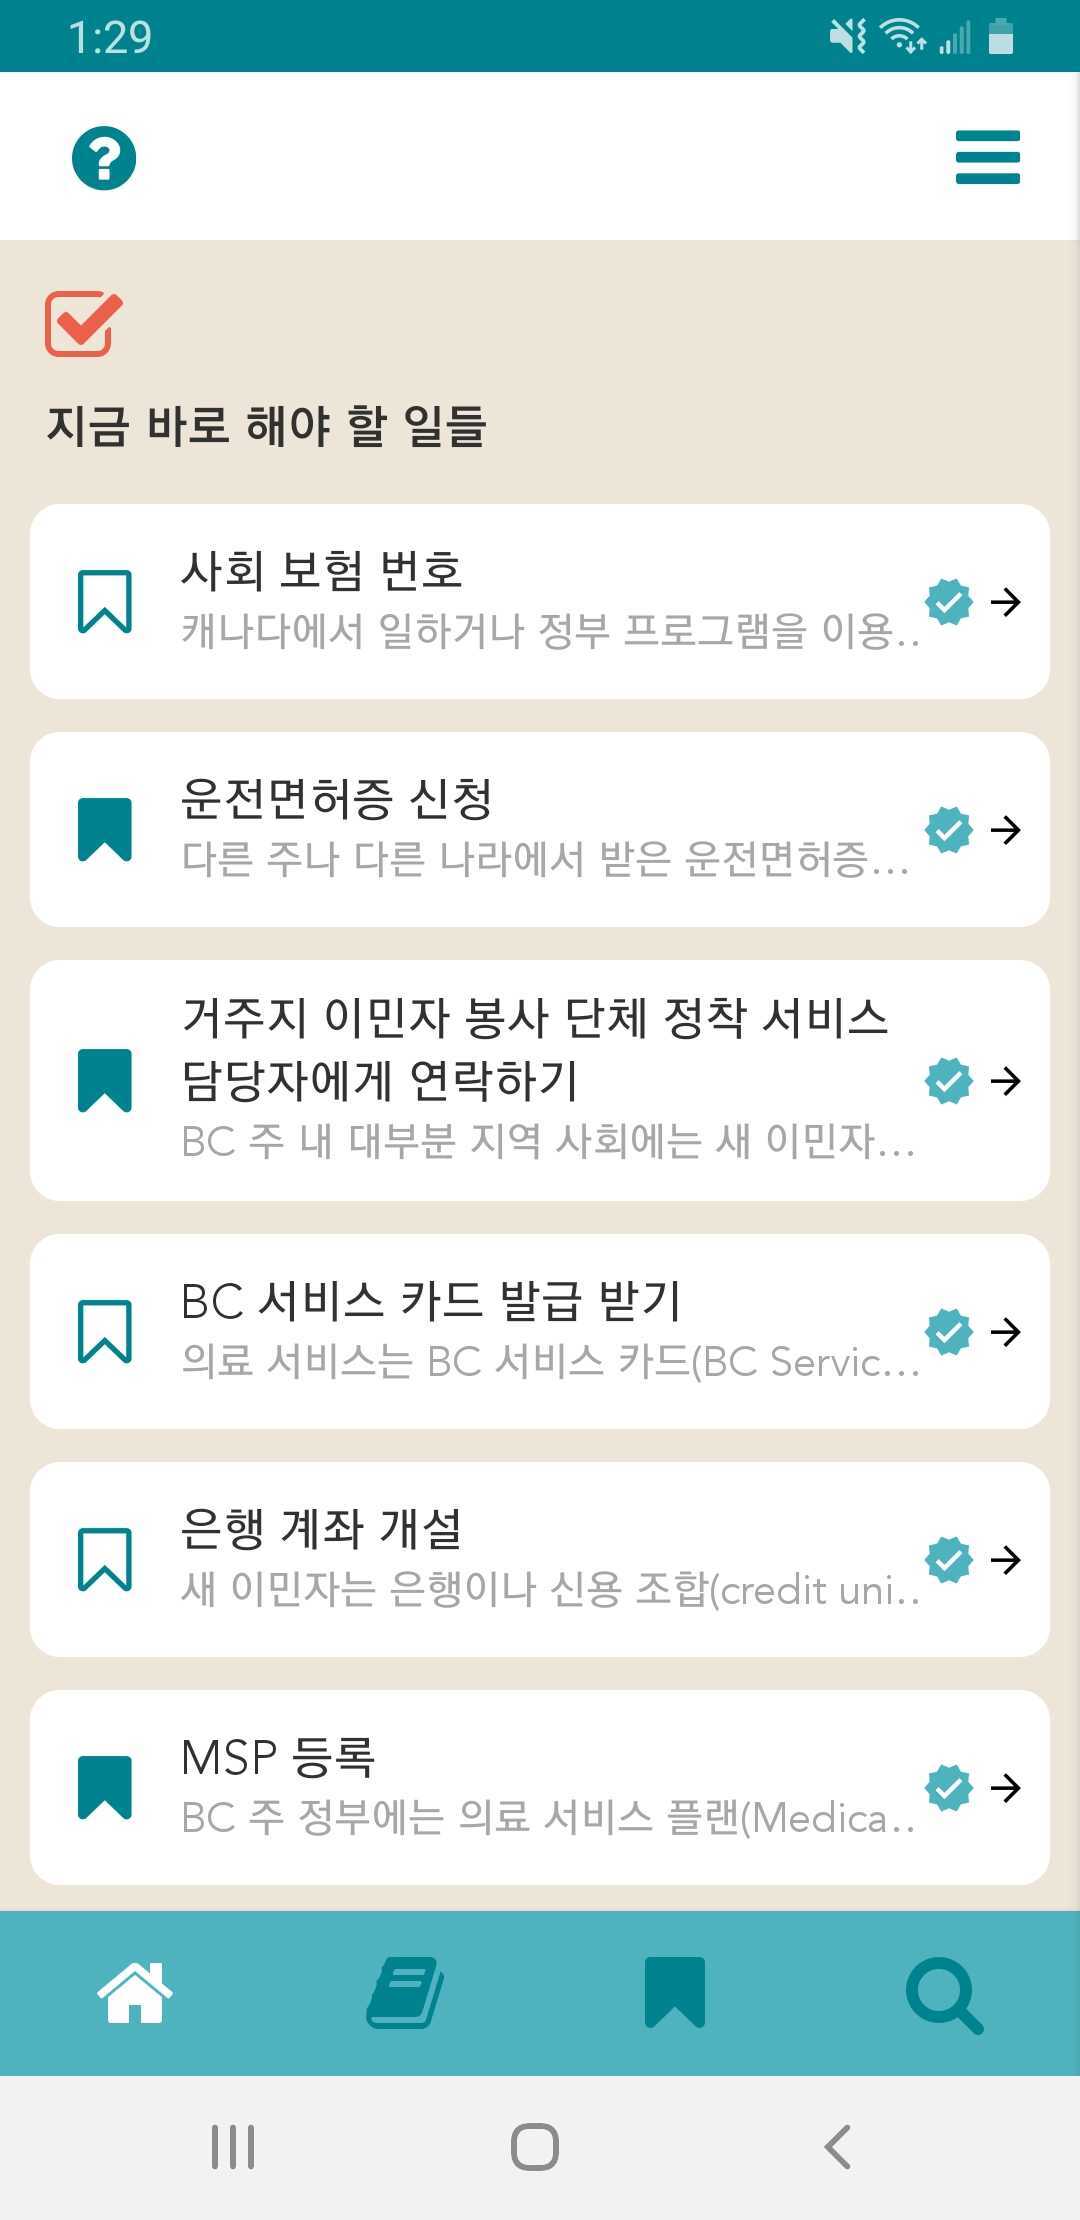 1:29
지금 바로 해야 할 일들
사회 보험 번호
캐나다에서 일하거나 정부 프로그램을 이용..
운전면허증 신청
다른 주나 다른 나라에서 받은 운전면허증...
거주지 이민자 봉사 단체 정착 서비스
담당자에게 연락하기
BC 주 내 대부분 지역 사회에는 새 이민자...
BC 서비스 카드 발급 받기
의료 서비스는 BC 서비스 카드(BC Servic...
은행 계좌 개설
새 이민자는 은행이나 신용 조합(credit uni..
MSP 등록
BC 주 정부에는 의료 서비스 플랜(Medica..